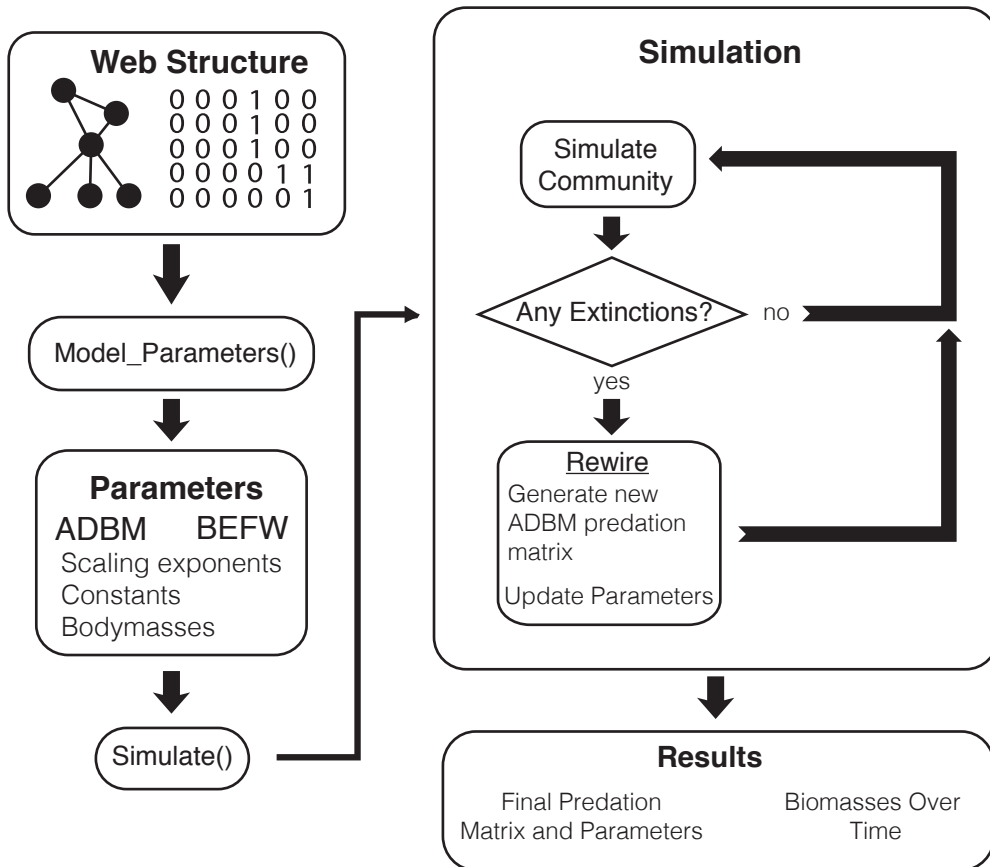 Web Structure
0 0 0 1 0 0
0 0 0 1 0 0
0 0 0 1 0 0
0 0 0 0 1 1
0 0 0 0 0 1
Model_Parameters()
Parameters
ADBM BEFW
Scaling exponents
Constants
Bodymasses
Simulate()
Simulation
Simulate
Community
Any Extinctions?
no
yes
Rewire
Generate new
ADBM predation
matrix
Update Parameters
Results
Final Predation
Matrix and Parameters
Biomasses Over
Time